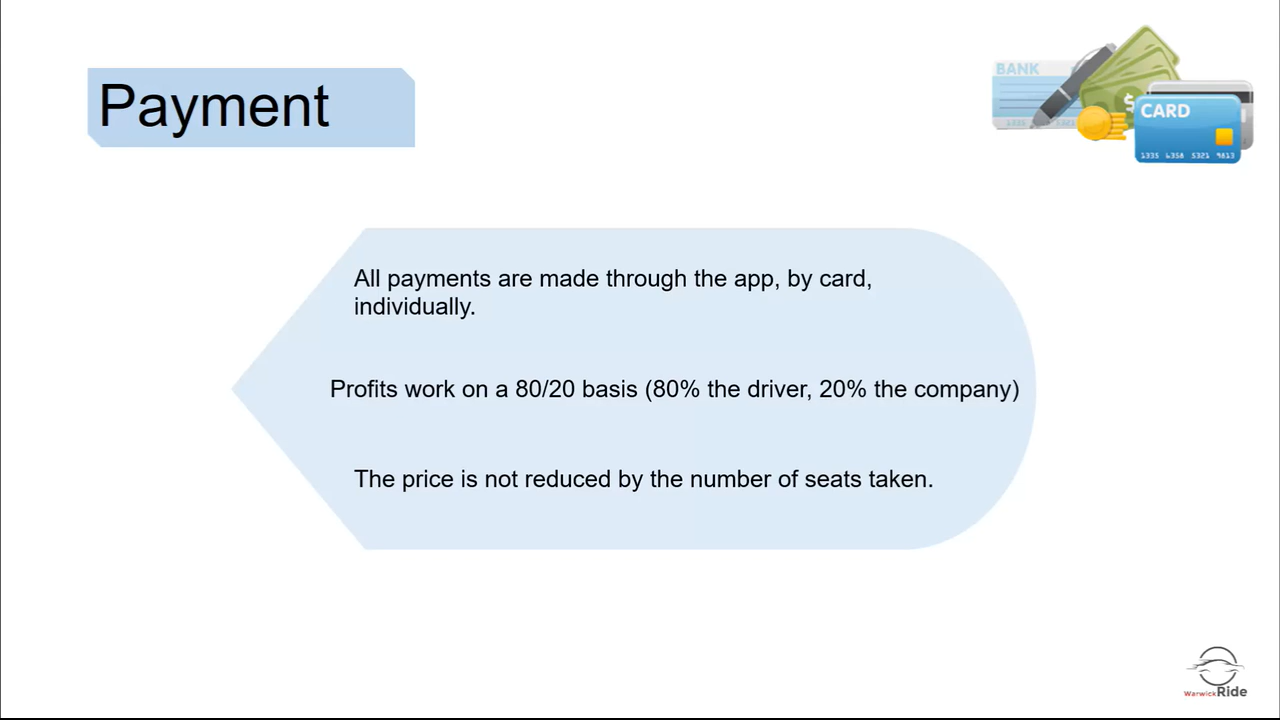 Payment
BANK
$
CARD
1335 6358 5321 9813
All payments are made through the app, by card,
individually.
Profits work on a 80/20 basis (80% the driver, 20% the company)
The price is not reduced by the number of seats taken.
WarwickRide